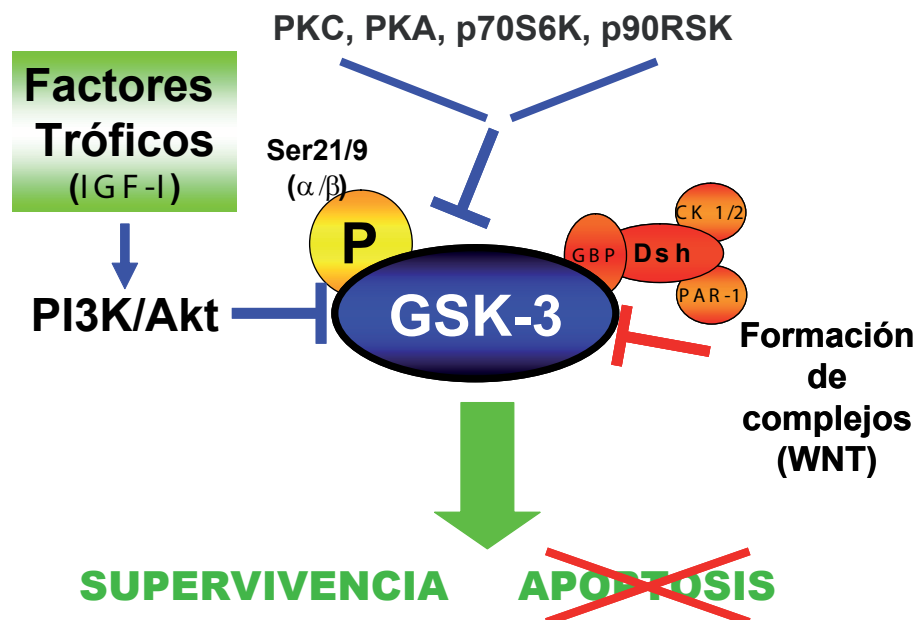 PKC, PKA, p70S6K, p90RSK
Factores
Tróficos
(IGF-I)
Ser21/9
(α/β)
P
GBP
Dsh
CK 1/2
PAR-1
PI3K/Akt
GSK-3
Formación
de
complejos
(WNT)
SUPERVIVENCIA
APOPTOSIS